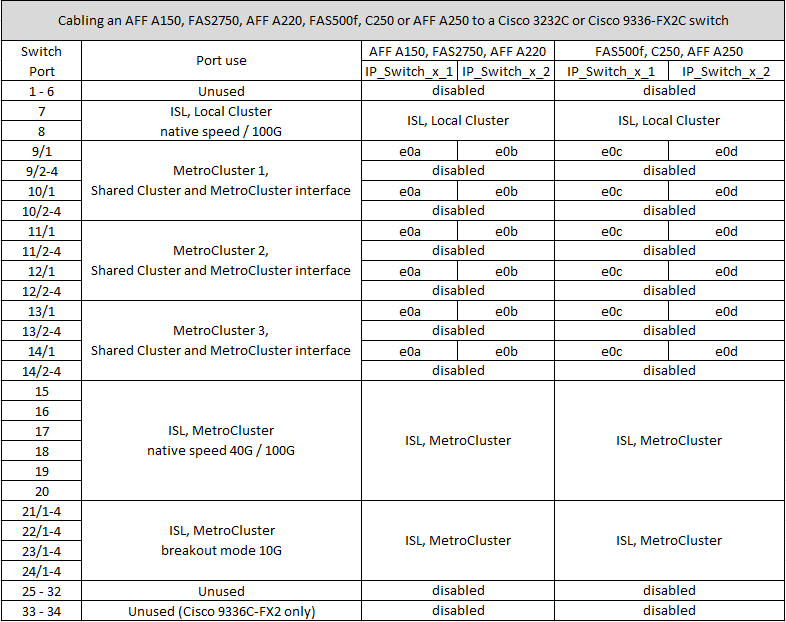 Cabling an AFF A150, FAS2750, AFF A220, FAS500f, C250 or AFF A250 to a Cisco 3232C or Cisco 9336-FX2C switch
Switch Port | Port use | AFF A150, FAS2750, AFF A220 | FAS500f, C250, AFF A250
IP_Switch_x_1 | IP_Switch_x_2 | IP_Switch_x_1 | IP_Switch_x_2
1 - 6 | Unused | disabled | disabled
7 | ISL, Local Cluster
native speed / 100G | ISL, Local Cluster | ISL, Local Cluster
8
9/1 | MetroCluster 1,
Shared Cluster and MetroCluster interface | e0a | e0b | e0c | e0d
9/2-4 | disabled | disabled
10/1 | e0a | e0b | e0c | e0d
10/2-4 | disabled | disabled
11/1 | MetroCluster 2,
Shared Cluster and MetroCluster interface | e0a | e0b | e0c | e0d
11/2-4 | disabled | disabled
12/1 | e0a | e0b | e0c | e0d
12/2-4 | disabled | disabled
13/1 | MetroCluster 3,
Shared Cluster and MetroCluster interface | e0a | e0b | e0c | e0d
13/2-4 | disabled | disabled
14/1 | e0a | e0b | e0c | e0d
14/2-4 | disabled | disabled
15 | ISL, MetroCluster
native speed 40G / 100G | ISL, MetroCluster | ISL, MetroCluster
16
17
18
19
20
21/1-4 | ISL, MetroCluster
breakout mode 10G | ISL, MetroCluster | ISL, MetroCluster
22/1-4
23/1-4
24/1-4
25 - 32 | Unused | disabled | disabled
33 - 34 | Unused (Cisco 9336C-FX2 only) | disabled | disabled